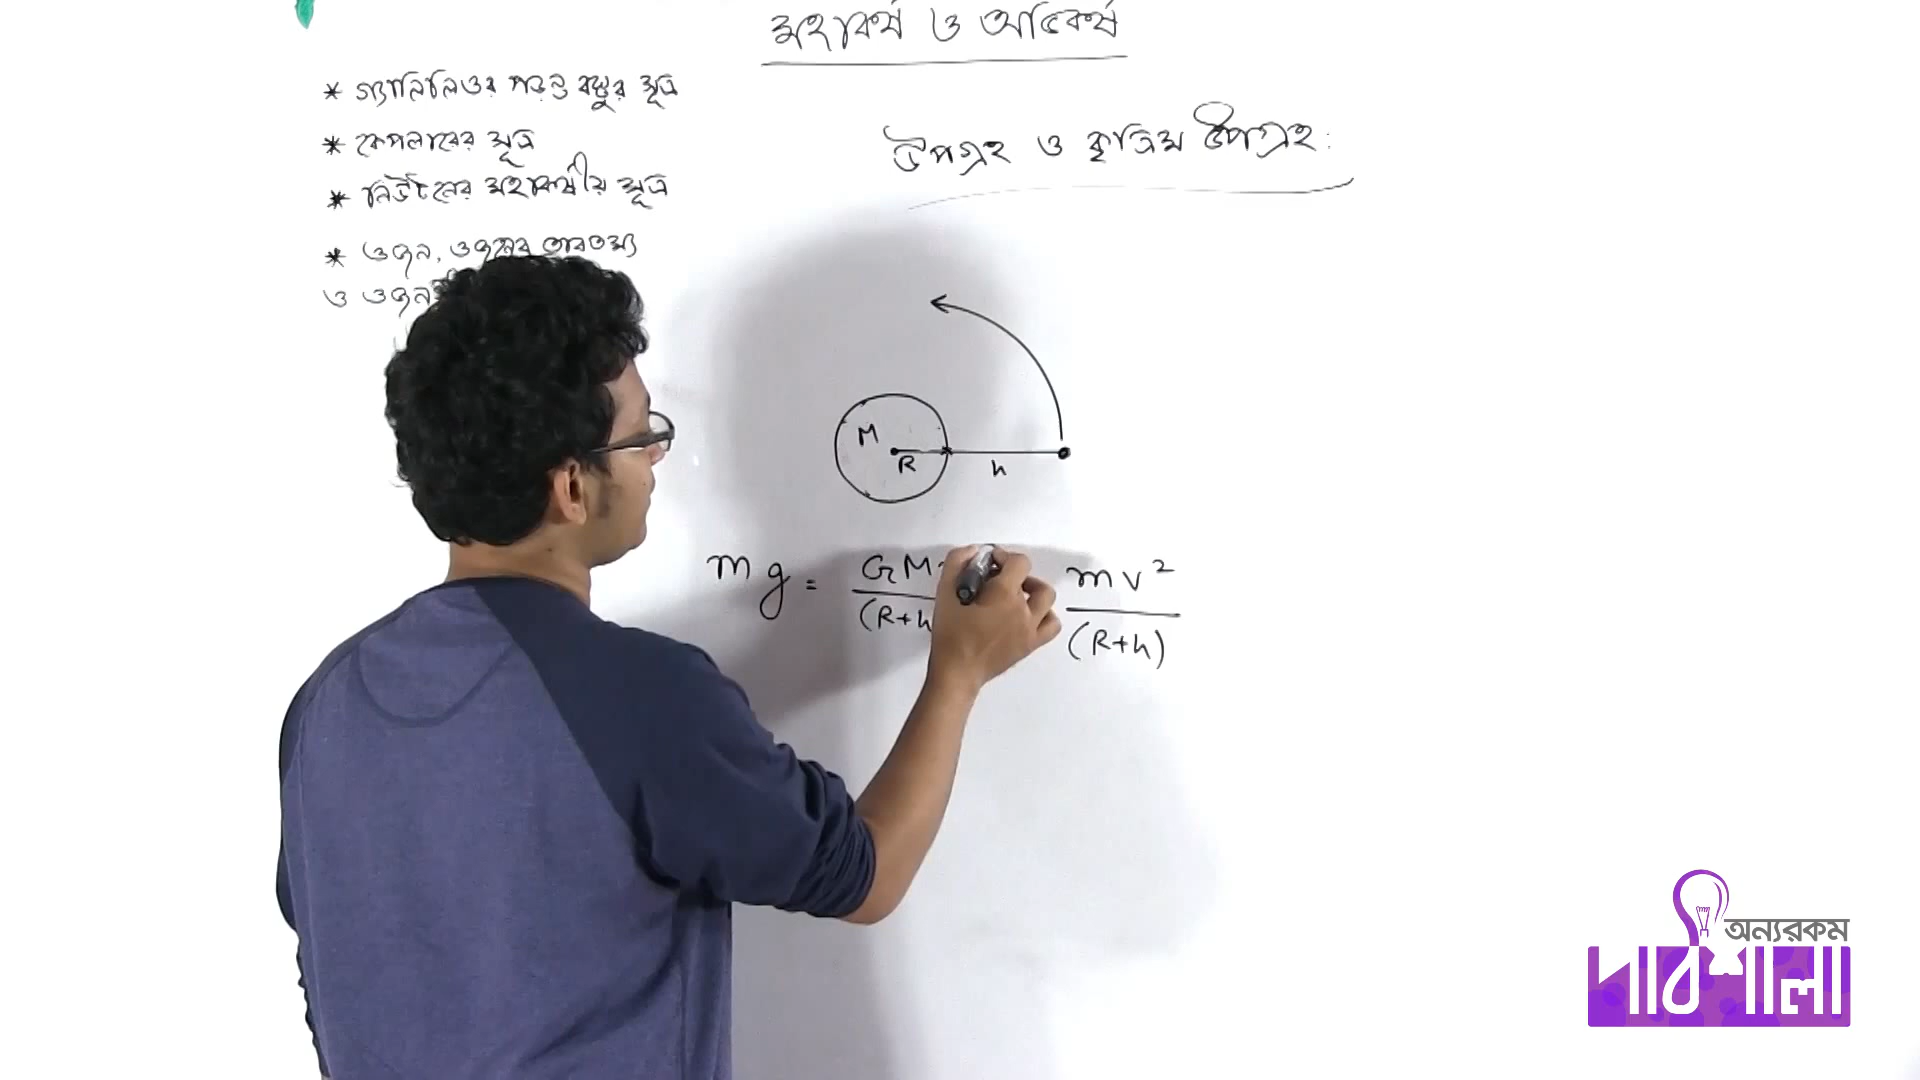 মহাকর্ষ ও অভিকর্ষ
* গ্যালিলিওর পড়ন্ত বস্তুর সূত্র
* কেপলারের সূত্র
* নিউটনের মহাকর্ষীয় সূত্র
* ওজন, ওজনের তারতম্য
ও
উপগ্রহ ও কৃত্রিম উপগ্রহ:
M
R
h
mg = GM/(R+h mv²/(R+h)
অন্যরকম
পাঠশালা